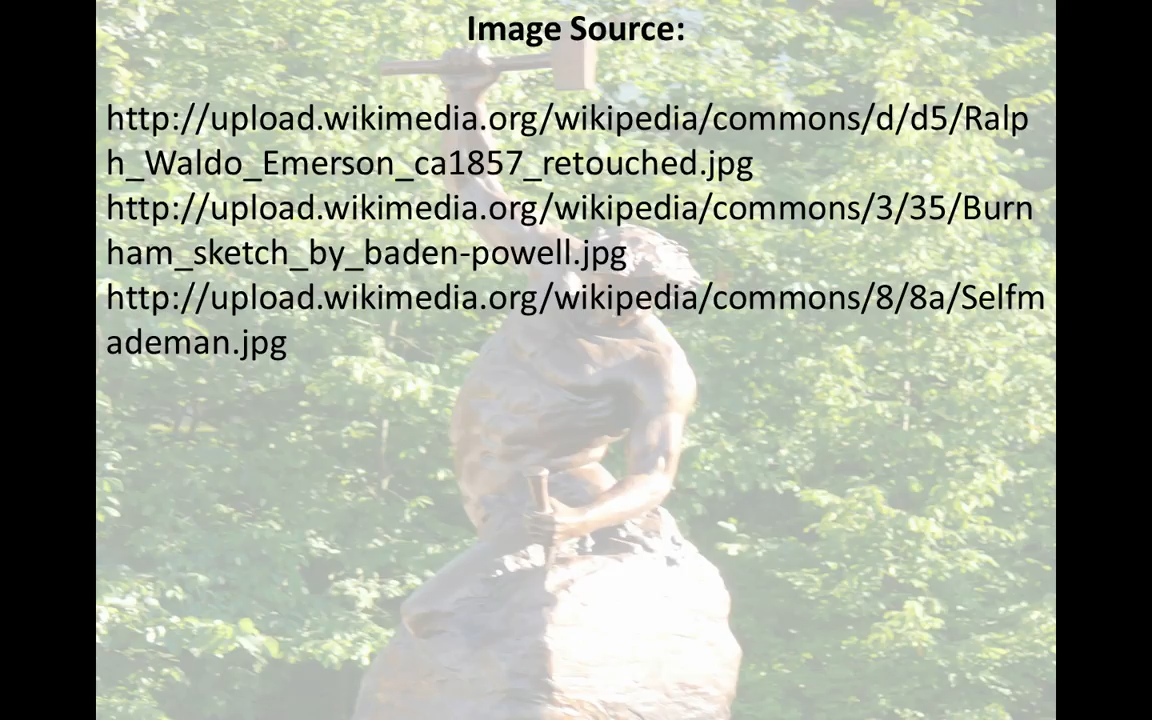 Image Source:
http://upload.wikimedia.org/wikipedia/commons/d/d5/Ralp
h_Waldo_Emerson_ca1857_retouched.jpg
http://upload.wikimedia.org/wikipedia/commons/3/35/Burn
ham_sketch_by_baden-powell.jpg
http://upload.wikimedia.org/wikipedia/commons/8/8a/Selfm
ademan.jpg